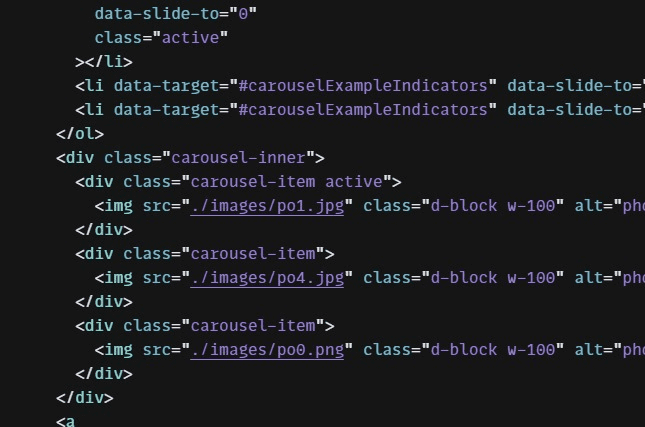 data-slide-to="0"
class="active"
></li>
<li data-target="#carouselExampleIndicators" data-slide-to="
<li data-target="#carouselExampleIndicators" data-slide-to="
</ol>
<div class="carousel-inner">
<div class="carousel-item active">
<img src="./images/po1.jpg" class="d-block w-100" alt="pho
</div>
<div class="carousel-item">
<img src="./images/po4.jpg" class="d-block w-100" alt="pho
</div>
<div class="carousel-item">
<img src="./images/po0.png" class="d-block w-100" alt="pho
</div>
</div>
<a